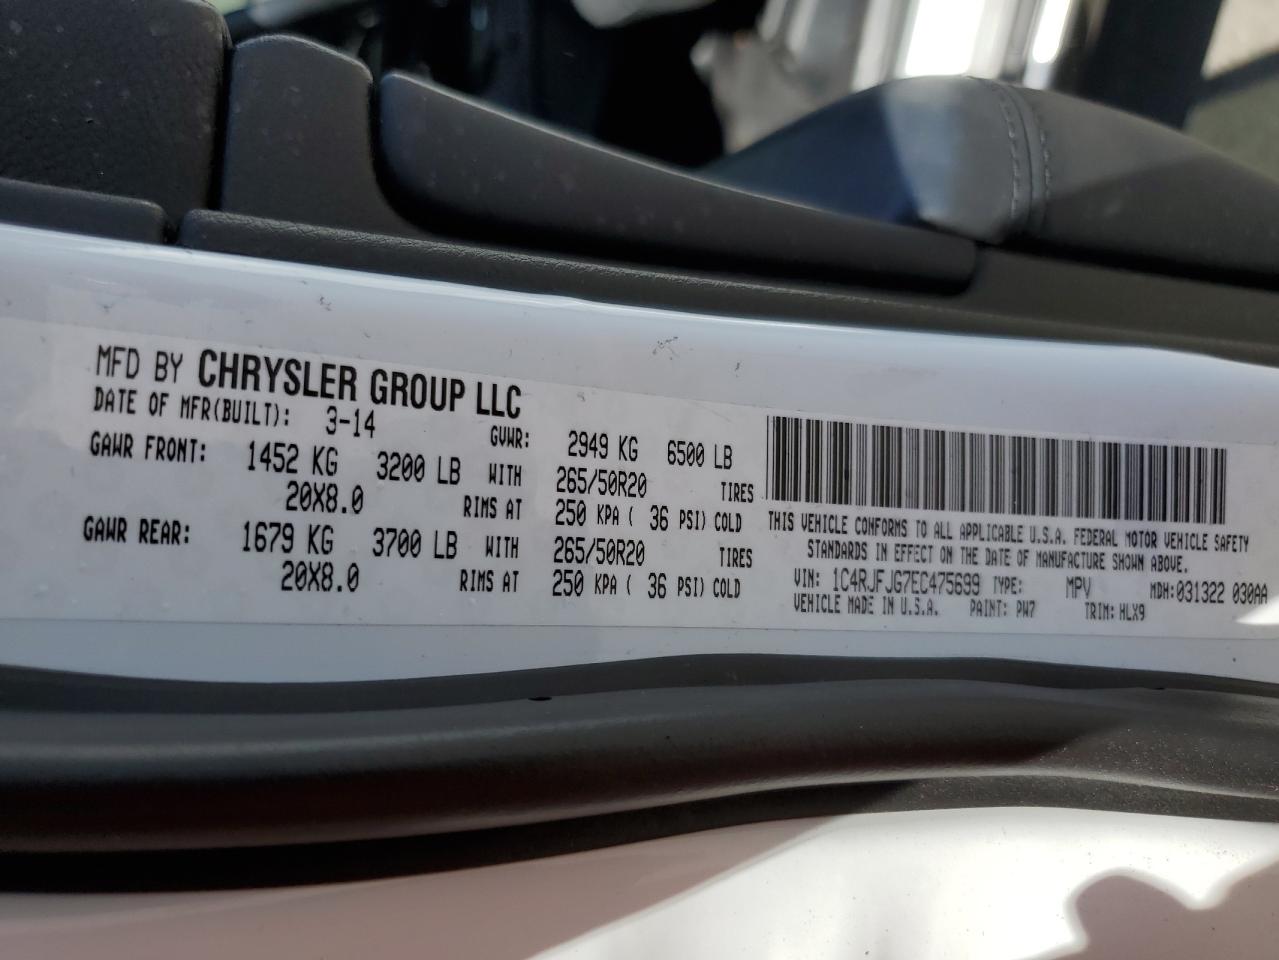 MFD BY CHRYSLER GROUP LLC
DATE OF MFR(BUILT): 3-14 GVWR: 2949 KG 6500 LB
GAWR FRONT: 1452 KG 3200 LB WITH 265/50R20 TIRES
20X8.0 RIMS AT 250 KPA ( 36 PSI) COLD
GAWR REAR: 1679 KG 3700 LB WITH 265/50R20 TIRES
20X8.0 RIMS AT 250 KPA ( 36 PSI) COLD
THIS VEHICLE CONFORMS TO ALL APPLICABLE U.S.A. FEDERAL MOTOR VEHICLE SAFETY
STANDARDS IN EFFECT ON THE DATE OF MANUFACTURE SHOWN ABOVE.
VIN: 1C4RJFJG7EC475699 TYPE: MPV MDH:031322 030AA
VEHICLE MADE IN U.S.A. PAINT: PW7 TRIM: HLX9